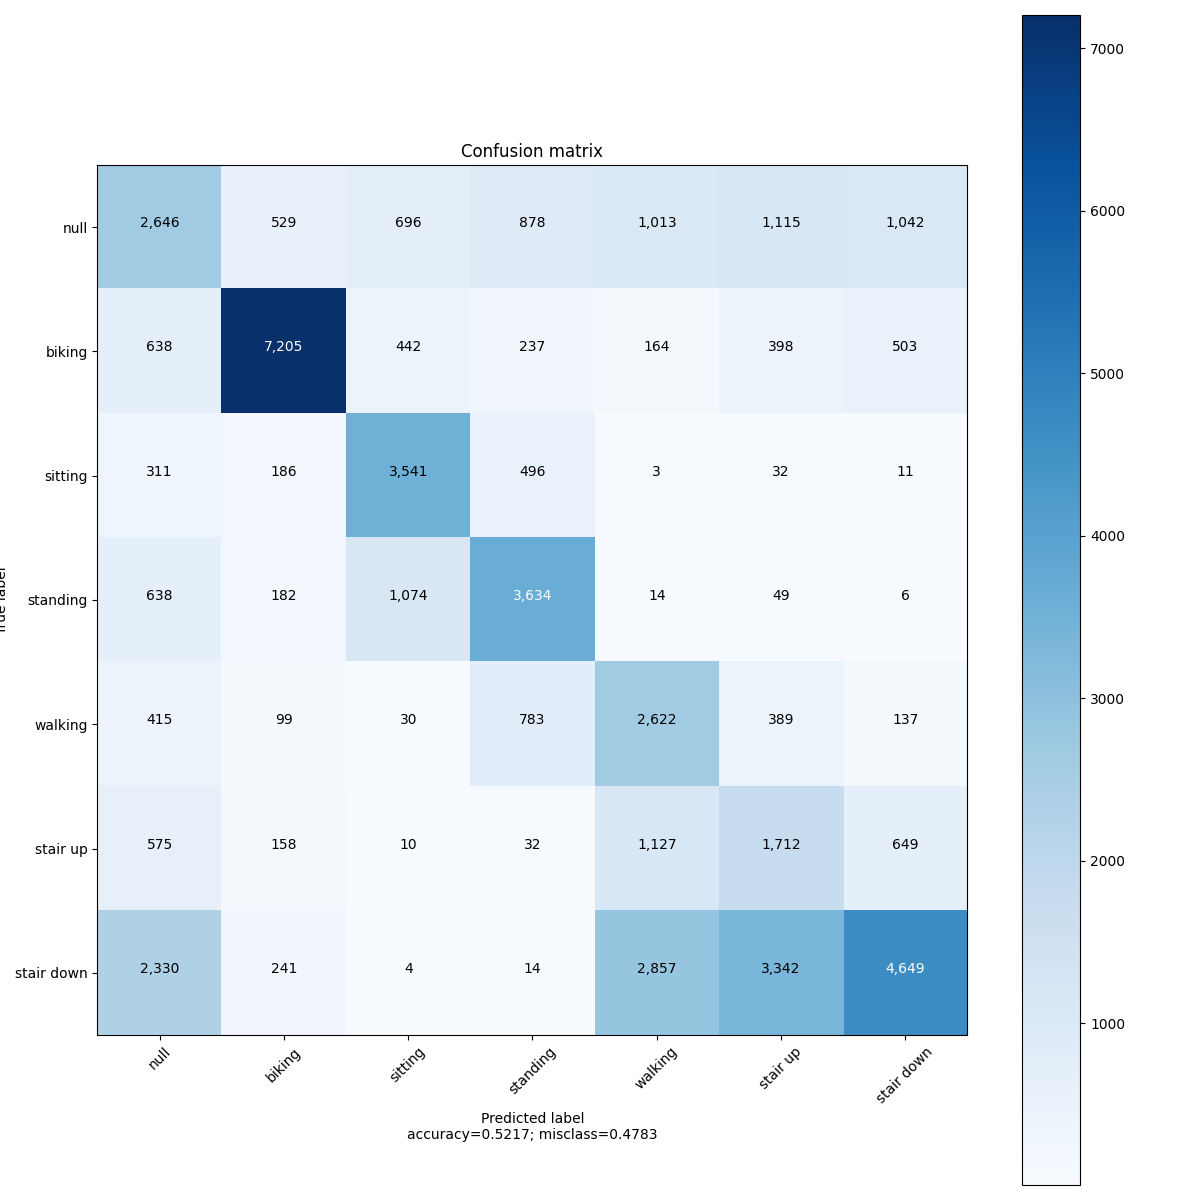 Confusion matrix
null 2,646 529 696 878 1,013 1,115 1,042
biking 638 7,205 442 237 164 398 503
sitting 311 186 3,541 496 3 32 11
standing 638 182 1,074 3,634 14 49 6
walking 415 99 30 783 2,622 389 137
stair up 575 158 10 32 1,127 1,712 649
stair down 2,330 241 4 14 2,857 3,342 4,649
null biking sitting standing walking stair up stair down
Predicted label
accuracy=0.5217; misclass=0.4783
True label
7000
6000
5000
4000
3000
2000
1000